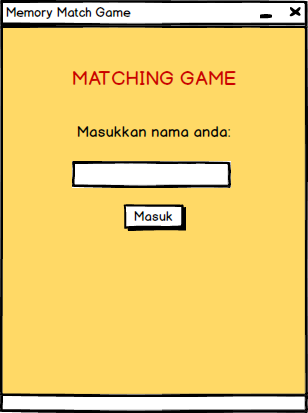 Memory Match Game
MATCHING GAME
Masukkan nama anda:
Masuk